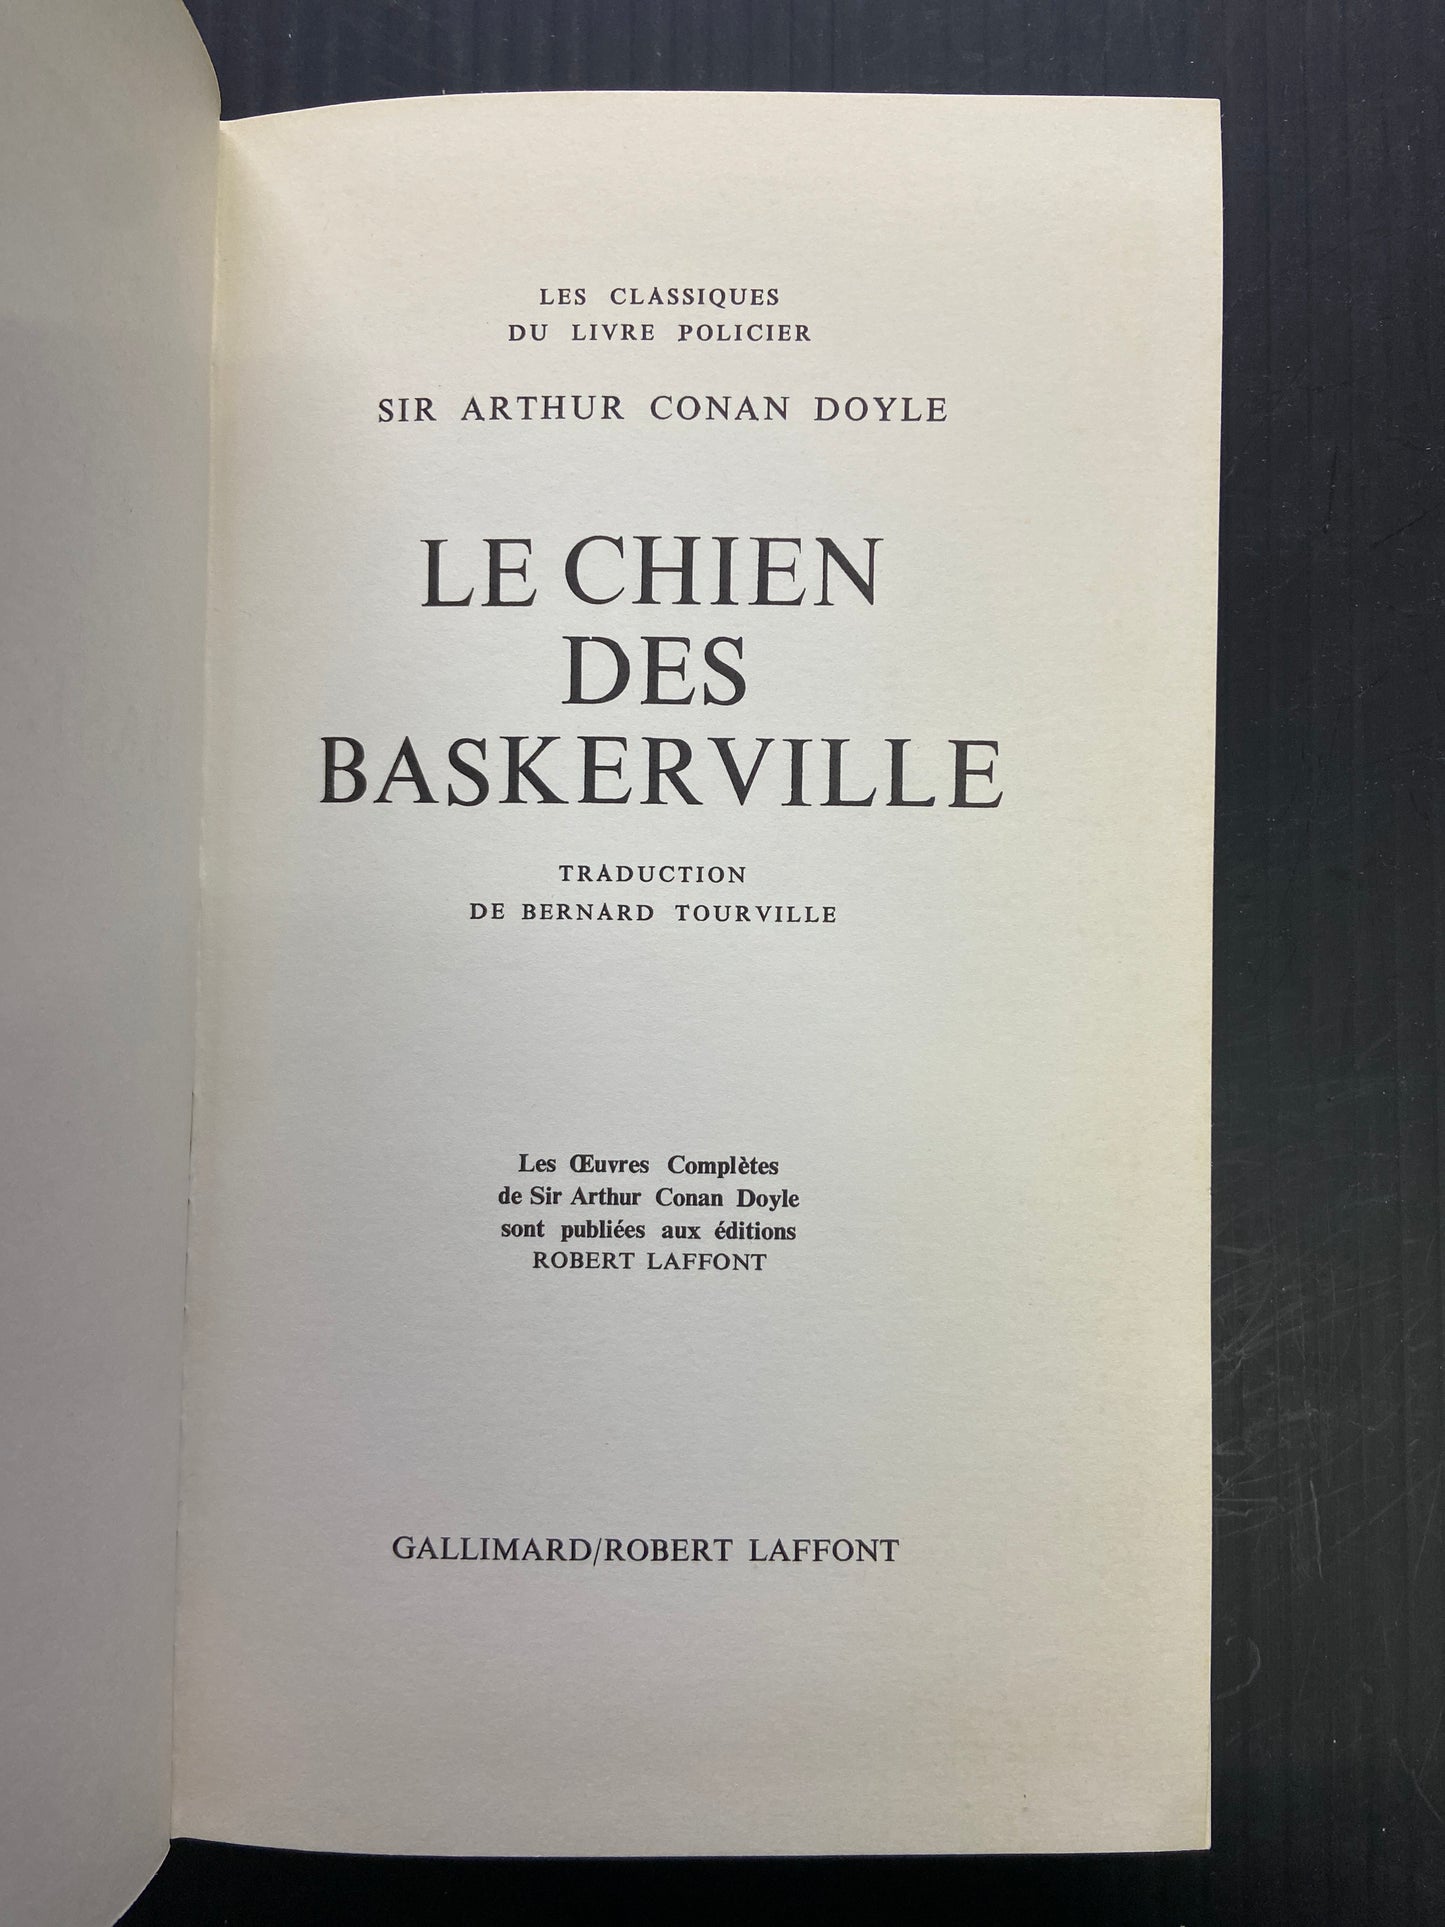 LES CLASSIQUES
DU LIVRE POLICIER
SIR ARTHUR CONAN DOYLE
LE CHIEN
DES
BASKERVILLE
TRADUCTION
DE BERNARD TOURVILLE
Les Œuvres Complètes
de Sir Arthur Conan Doyle
sont publiées aux éditions
ROBERT LAFFONT
GALLIMARD/ROBERT LAFFONT